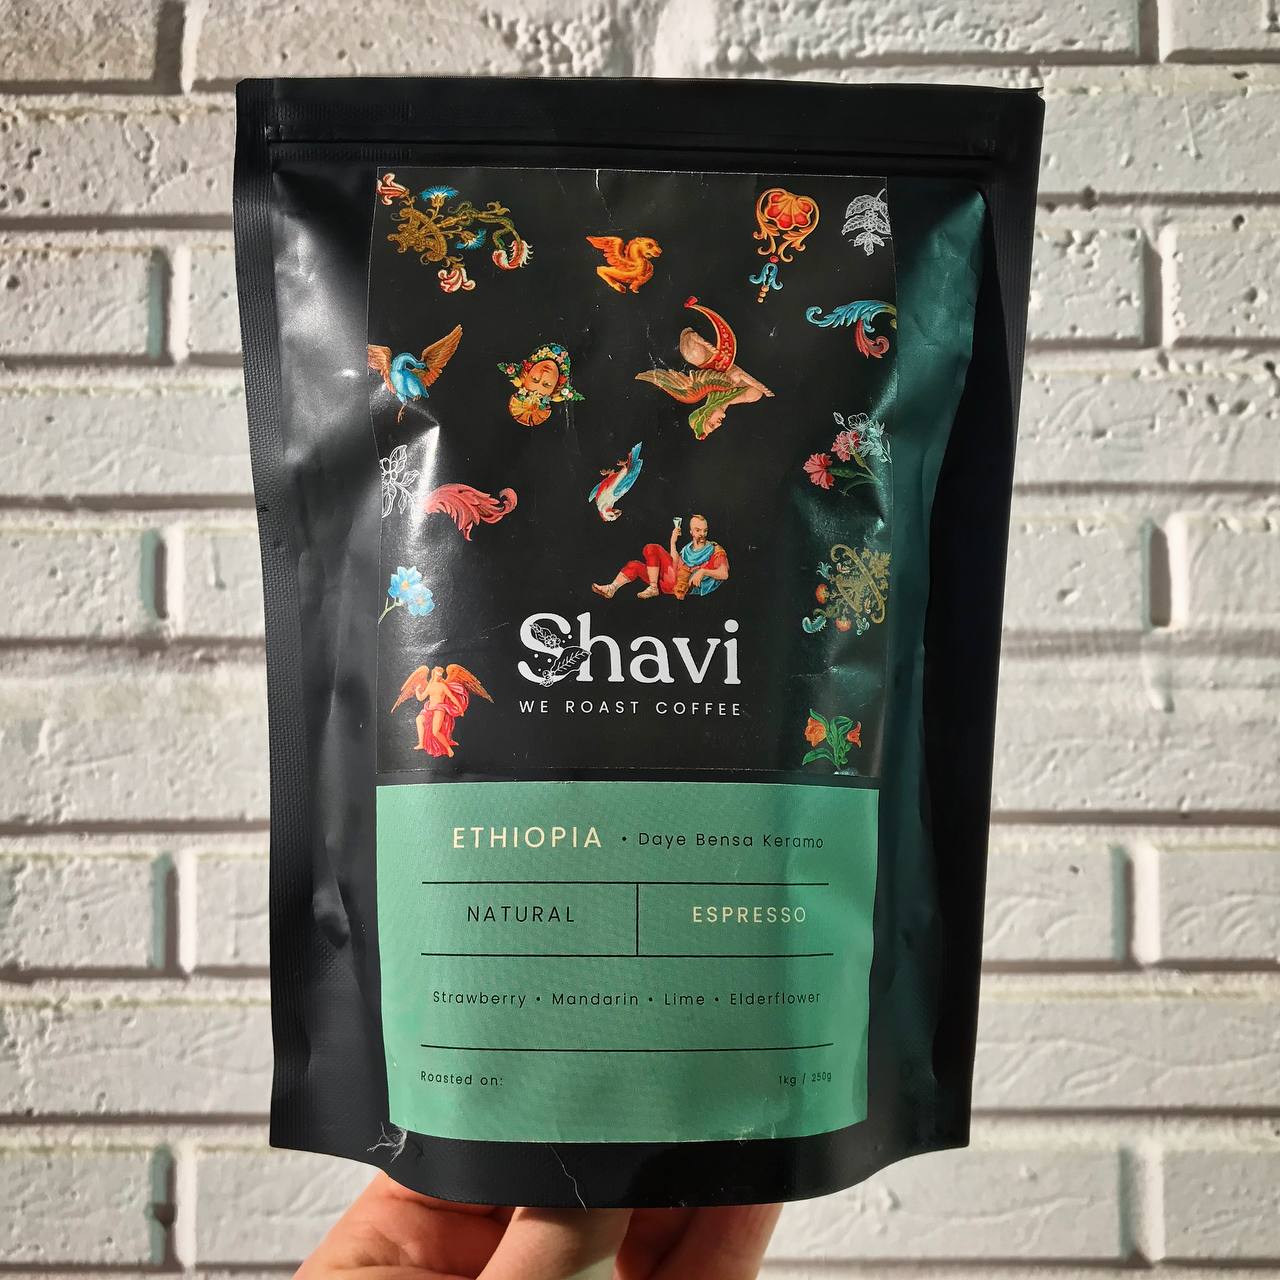 Shavi
WE ROAST COFFEE
ETHIOPIA • Daye Bensa Keramo
NATURAL ESPRESSO
Strawberry • Mandarin • Lime • Elderflower
Roasted on: 1kg / 250g